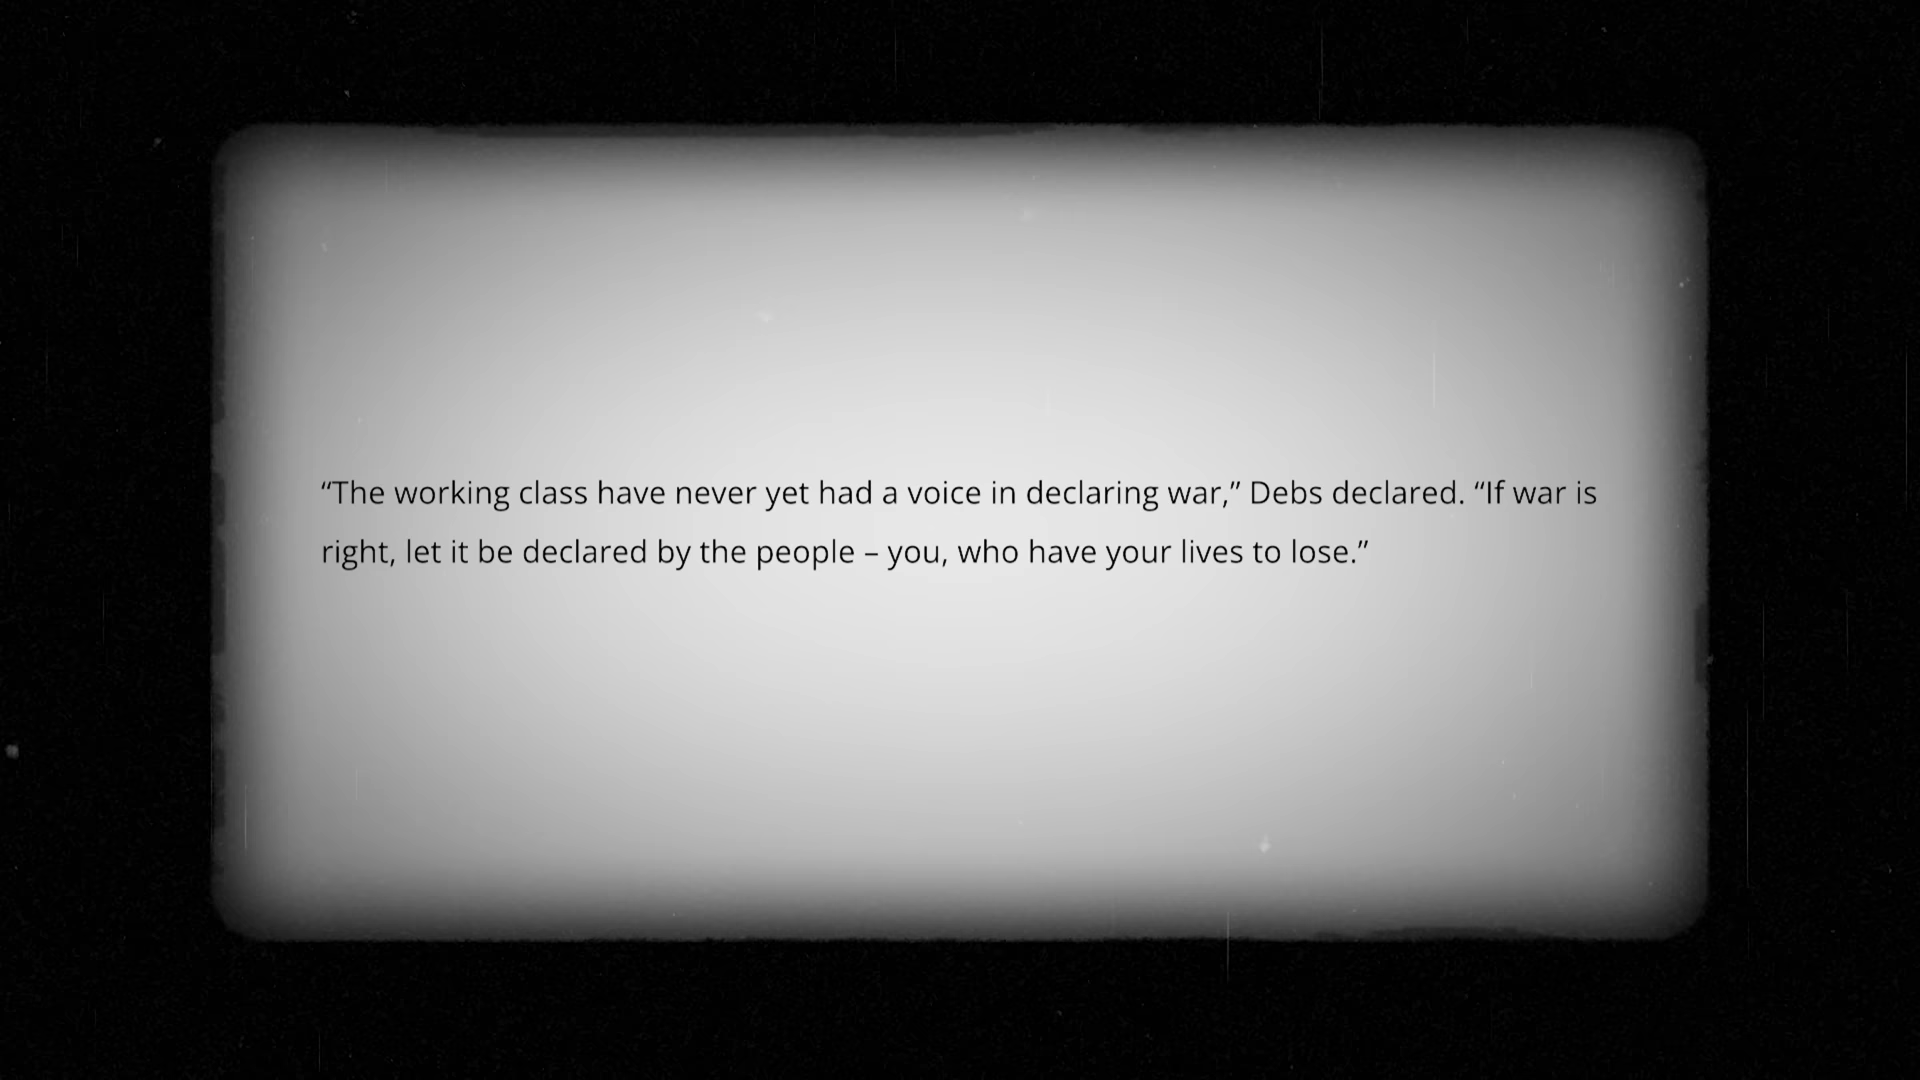 “The working class have never yet had a voice in declaring war,” Debs declared. “If war is
right, let it be declared by the people – you, who have your lives to lose.”